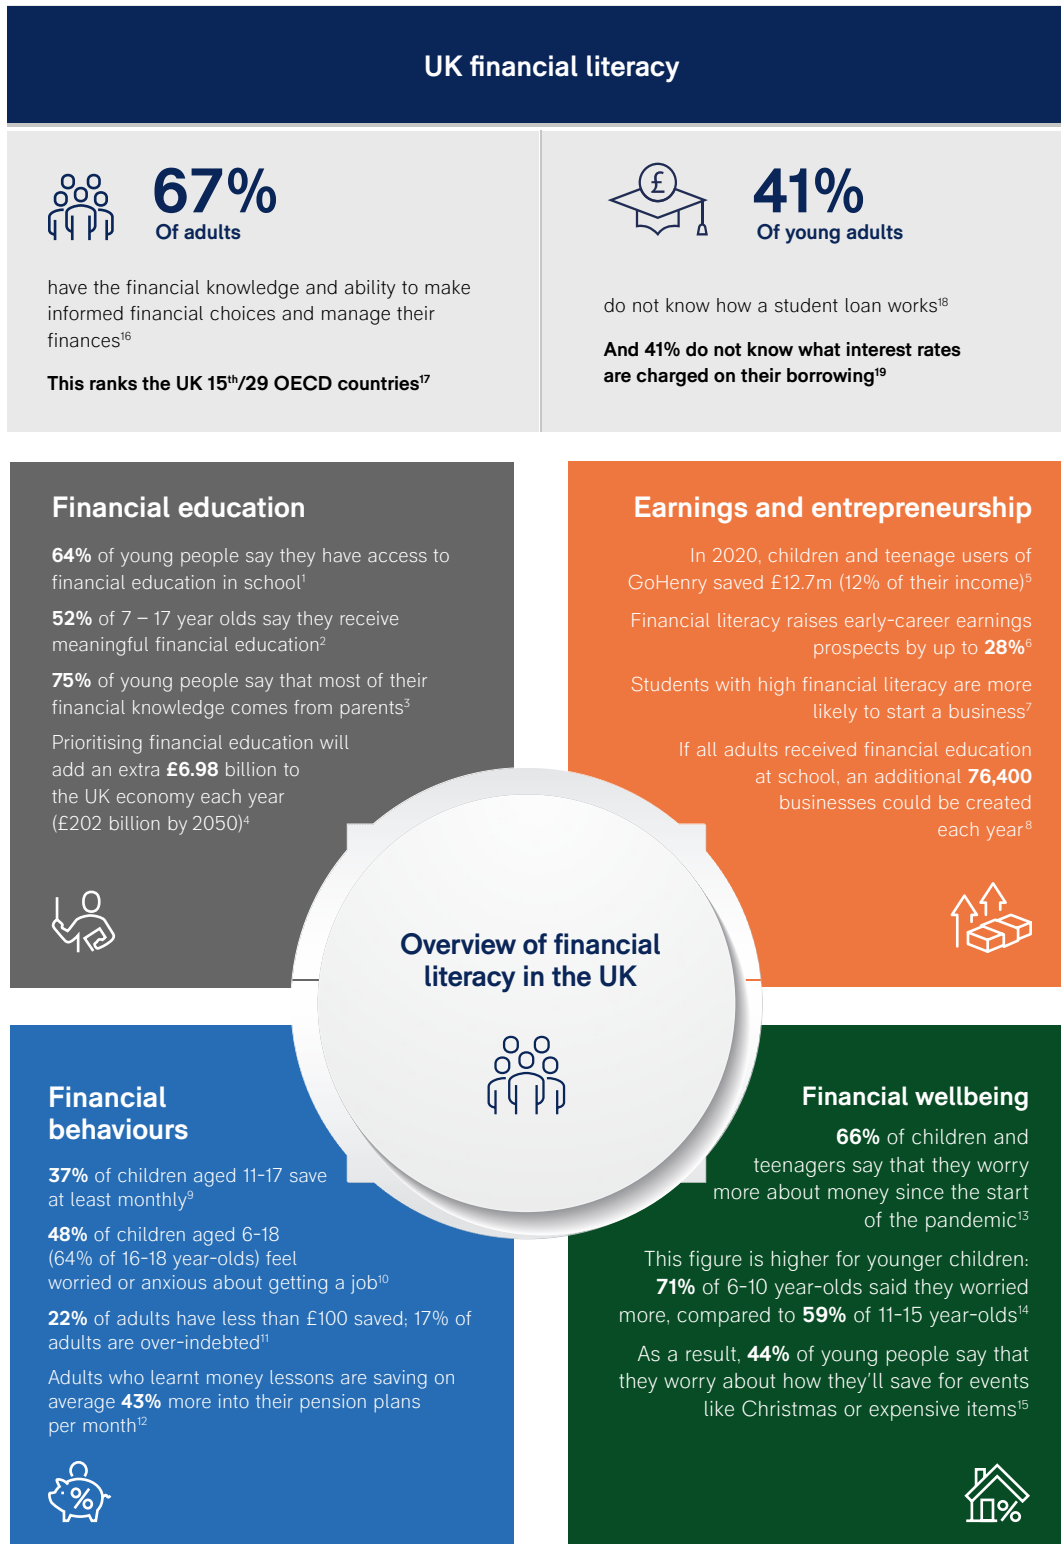 UK financial literacy
67%
Of adults
have the financial knowledge and ability to make
informed financial choices and manage their
finances16
This ranks the UK 15th/29 OECD countries17
£
41%
Of young adults
do not know how a student loan works18
And 41% do not know what interest rates
are charged on their borrowing19
Financial education
64% of young people say they have access to
financial education in school1
52% of 7 – 17 year olds say they receive
meaningful financial education2
75% of young people say that most of their
financial knowledge comes from parents3
Prioritising financial education will
add an extra £6.98 billion to
the UK economy each year
(£202 billion by 2050)4
Earnings and entrepreneurship
In 2020, children and teenage users of
GoHenry saved £12.7m (12% of their income)5
Financial literacy raises early-career earnings
prospects by up to 28%6
Students with high financial literacy are more
likely to start a business7
If all adults received financial education
at school, an additional 76,400
businesses could be created
each year8
Overview of financial
literacy in the UK
Financial
behaviours
37% of children aged 11-17 save
at least monthly9
48% of children aged 6-18
(64% of 16-18 year-olds) feel
worried or anxious about getting a job10
22% of adults have less than £100 saved; 17% of
adults are over-indebted11
Adults who learnt money lessons are saving on
average 43% more into their pension plans
per month12
%
Financial wellbeing
66% of children and
teenagers say that they worry
more about money since the start
of the pandemic13
This figure is higher for younger children:
71% of 6-10 year-olds said they worried
more, compared to 59% of 11-15 year-olds14
As a result, 44% of young people say that
they worry about how they'll save for events
like Christmas or expensive items15
%